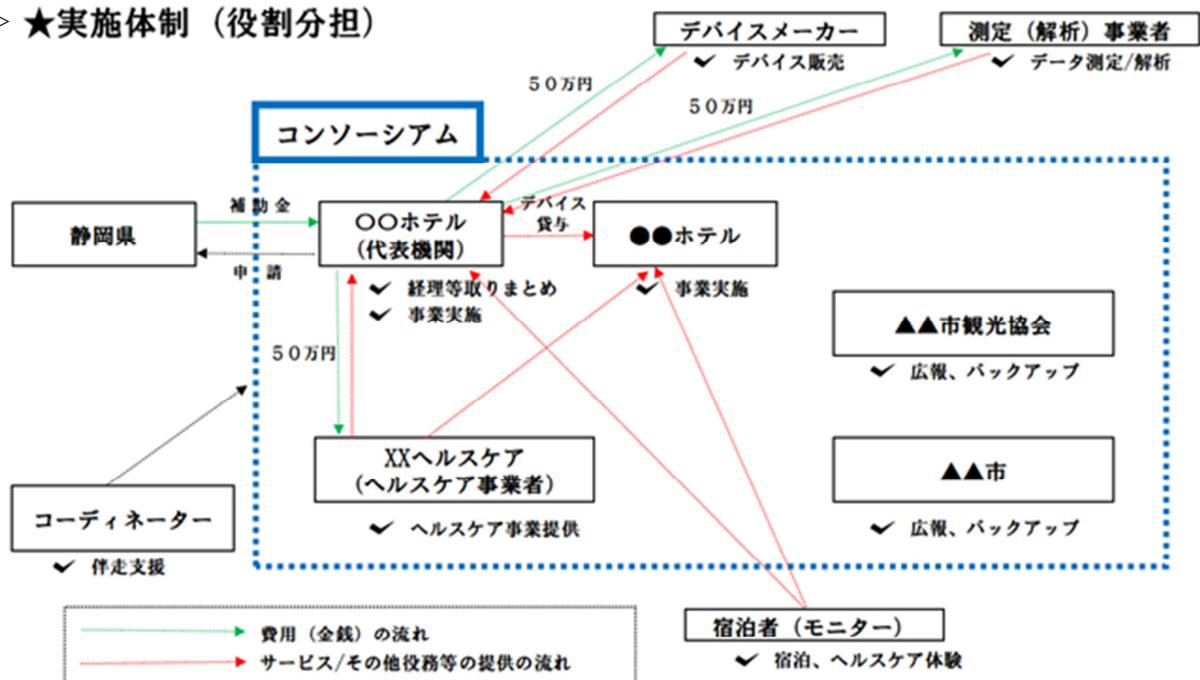 > ★実施体制（役割分担）
デバイスメーカー
✓ デバイス販売
測定（解析）事業者
✓ データ測定/解析
５０万円
５０万円
コンソーシアム
静岡県
補助金
申請
〇〇ホテル
(代表機関)
✓ 経理等取りまとめ
✓ 事業実施
デバイス
貸与
●●ホテル
✓ 事業実施
▲▲市観光協会
✓ 広報、バックアップ
５０万円
XXヘルスケア
(ヘルスケア事業者)
✓ ヘルスケア事業提供
▲▲市
✓ 広報、バックアップ
コーディネーター
✓ 伴走支援
宿泊者（モニター）
✓ 宿泊、ヘルスケア体験
費用（金銭）の流れ
サービス/その他役務等の提供の流れ